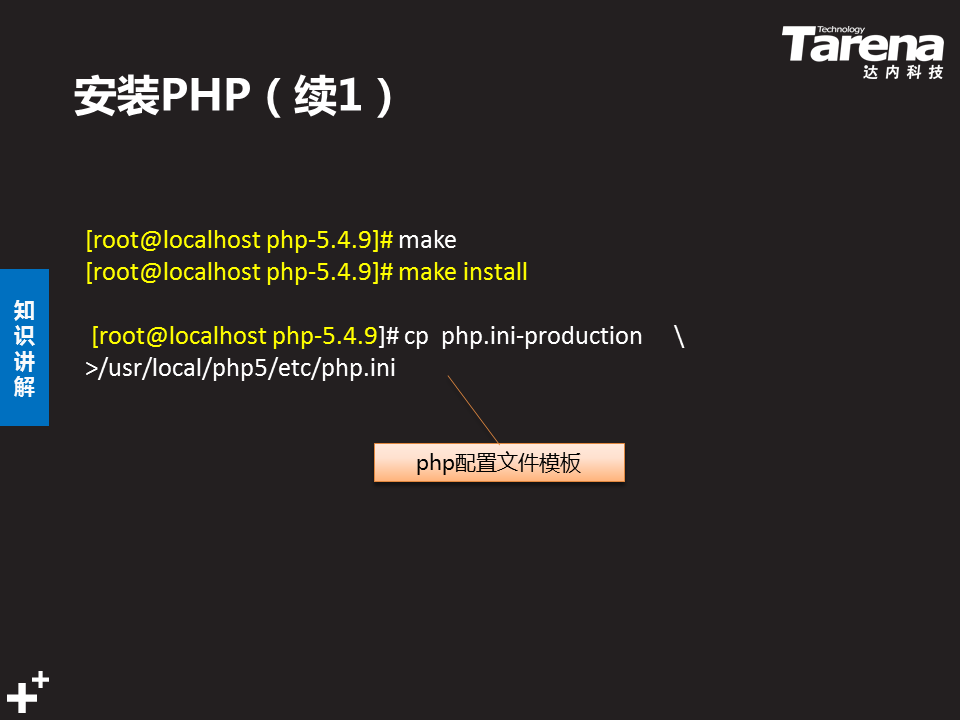 Technology
Tarena
达内科技
安装PHP（续1）
[root@localhost php-5.4.9]# make
[root@localhost php-5.4.9]# make install
[root@localhost php-5.4.9]# cp php.ini-production \
>/usr/local/php5/etc/php.ini
知识讲解
php配置文件模板